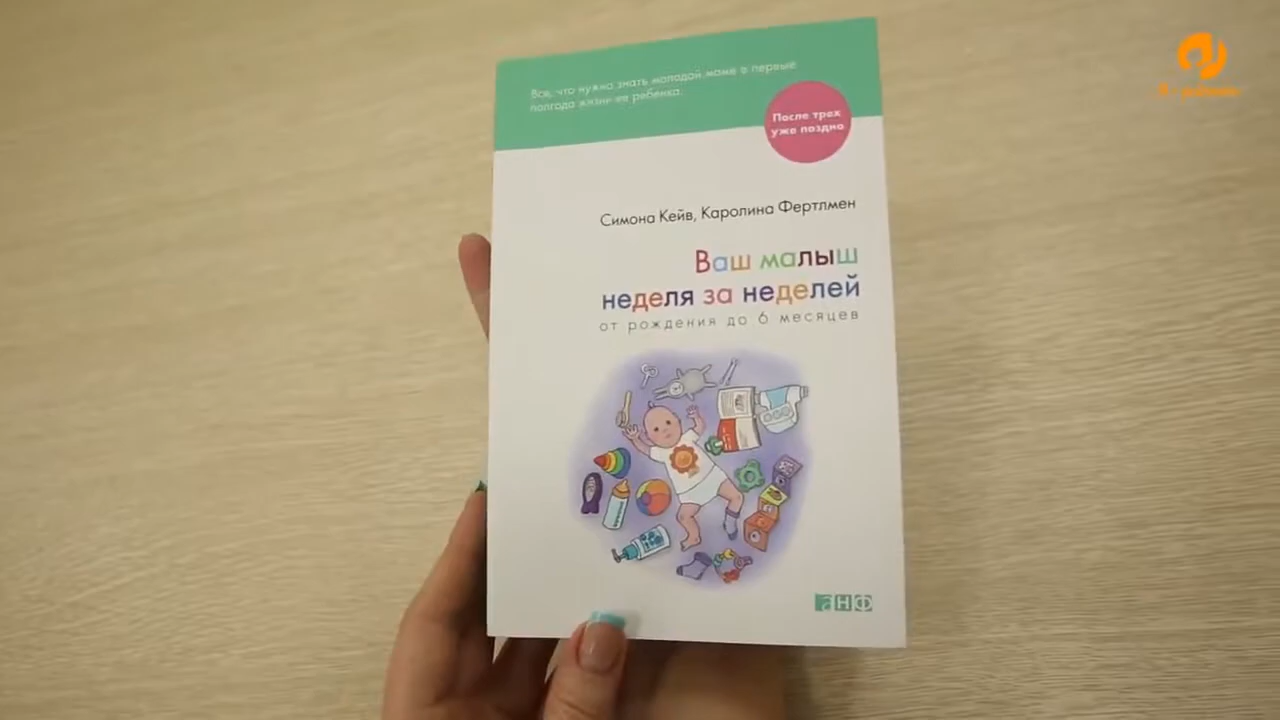 Все, что нужно знать молодой маме в первые
полгода жизни ее ребенка.
После трех
уже поздно
Симона Кейв, Каролина Фертлмен
Ваш малыш
неделя за неделей
от рождения до 6 месяцев
анф